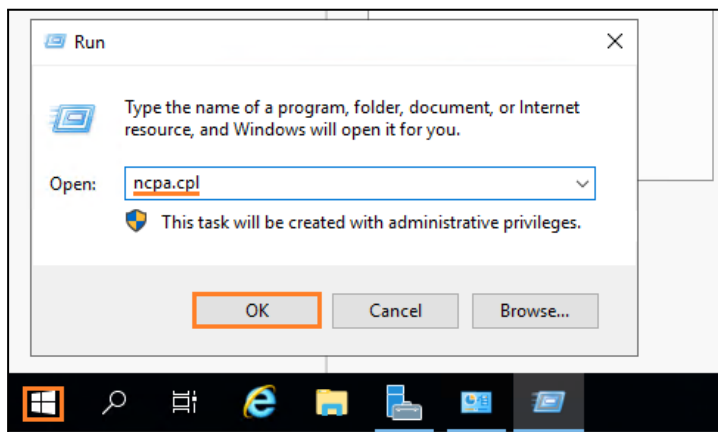 Run
Type the name of a program, folder, document, or Internet
resource, and Windows will open it for you.
Open: ncpa.cpl
This task will be created with administrative privileges.
OK Cancel Browse...